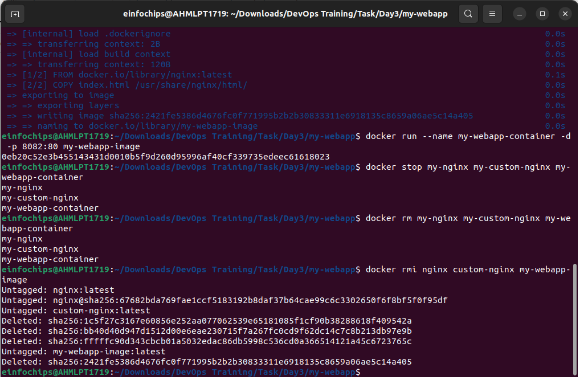 einfochips@AHMLPT1719: ~/Downloads/DevOps Training/Task/Day3/my-webapp
=> [internal] load .dockerignore 0.0s
=> => transferring context: 2B 0.0s
=> [internal] load build context 0.0s
=> => transferring context: 120B 0.0s
=> [1/2] FROM docker.io/library/nginx:latest 0.1s
=> [2/2] COPY index.html /usr/share/nginx/html/ 0.0s
=> exporting to image 0.0s
=> => exporting layers 0.0s
=> => writing image 0.0s
=> => naming to docker.io/library/my-webapp-image 0.0s
einfochips@AHMLPT1719:~/Downloads/DevOps Training/Task/Day3/my-webapp$ docker run --name my-webapp-container -d
-p 8082:80 my-webapp-image
0eb20c52e3b455143431d0010b5f9d260d95996af40cf339735edeec61618023
einfochips@AHMLPT1719:~/Downloads/DevOps Training/Task/Day3/my-webapp$ docker stop my-nginx my-custom-nginx my-
webapp-container
my-nginx
my-custom-nginx
my-webapp-container
einfochips@AHMLPT1719:~/Downloads/DevOps Training/Task/Day3/my-webapp$ docker rm my-nginx my-custom-nginx my-we
bapp-container
my-nginx
my-custom-nginx
my-webapp-container
einfochips@AHMLPT1719:~/Downloads/DevOps Training/Task/Day3/my-webapp$ docker rmi nginx custom-nginx my-webapp-
image
Untagged: nginx:latest
Untagged: nginx@sha256:67682bda769fae1ccf5183192b8daf37b64cae99c6c3302650f6f8bf5f0f95df
Untagged: custom-nginx:latest
Deleted: sha256:1c5f27c3167e60856e252aa077062539e65181085f1cf90b38288618f409542a
Deleted: sha256:bb40d40d947d1512d00e6eae230715f7a267fc0cd9f62dc14c7c8b213db97e9b
Deleted: sha256:fffffc90d343cbcb01a5032edac86db5998c536cd0a366514121a45c6723765c
Untagged: my-webapp-image:latest
Deleted: sha256:2421fe5386d4676fc0f771995b2b2b30833311e6918135c8659a06ae5c14a405
einfochips@AHMLPT1719:~/Downloads/DevOps Training/Task/Day3/my-webapp$